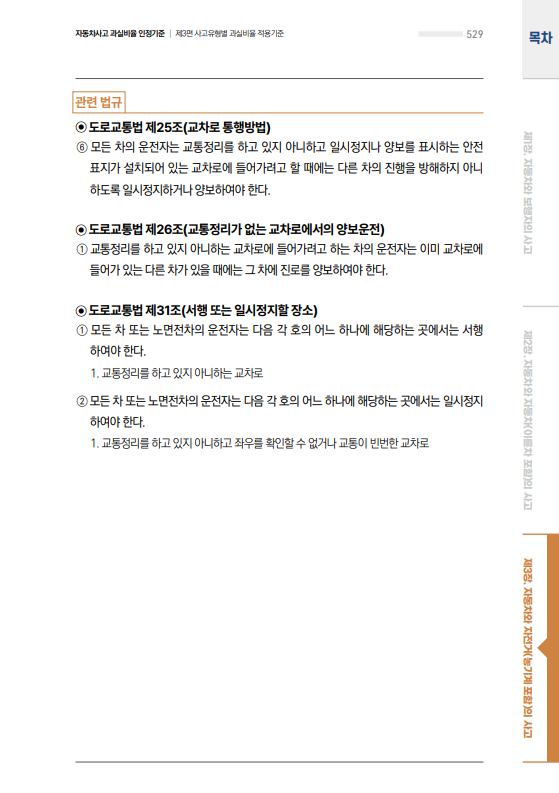 자동차사고 과실비율 인정기준 | 제3편 사고유형별 과실비율 적용기준
529
목차
관련 법규
◉ 도로교통법 제25조(교차로 통행방법)
⑥ 모든 차의 운전자는 교통정리를 하고 있지 아니하고 일시정지나 양보를 표시하는 안전
표지가 설치되어 있는 교차로에 들어가려고 할 때에는 다른 차의 진행을 방해하지 아니
하도록 일시정지하거나 양보하여야 한다.
◉ 도로교통법 제26조(교통정리가 없는 교차로에서의 양보운전)
① 교통정리를 하고 있지 아니하는 교차로에 들어가려고 하는 차의 운전자는 이미 교차로에
들어가 있는 다른 차가 있을 때에는 그 차에 진로를 양보하여야 한다.
◉ 도로교통법 제31조(서행 또는 일시정지할 장소)
① 모든 차 또는 노면전차의 운전자는 다음 각 호의 어느 하나에 해당하는 곳에서는 서행
하여야 한다.
1. 교통정리를 하고 있지 아니하는 교차로
② 모든 차 또는 노면전차의 운전자는 다음 각 호의 어느 하나에 해당하는 곳에서는 일시정지
하여야 한다.
1. 교통정리를 하고 있지 아니하고 좌우를 확인할 수 없거나 교통이 빈번한 교차로
제1장. 자동차와 보행자의 사고
제2장. 자동차와 자동차(이륜차 포함)의 사고
제3장. 자동차와 자전거(농기계 포함)의 사고